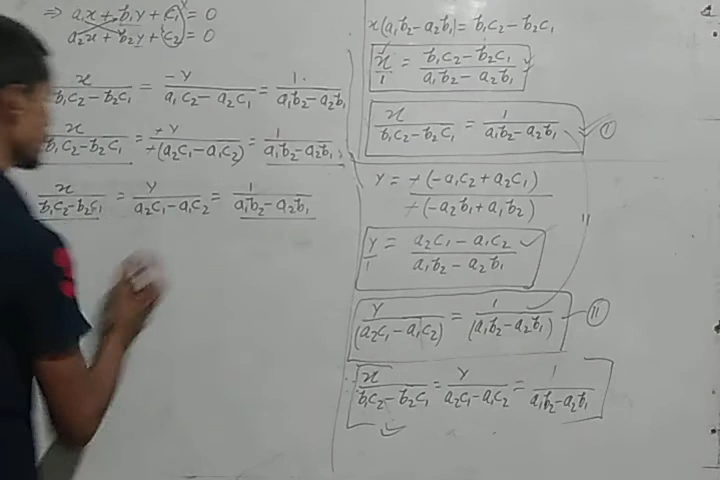 ⇒ a₁x + b₁y + c₁ = 0
a₂x + b₂y + c₂ = 0
x/(b₁c₂ - b₂c₁) = -y/(a₁c₂ - a₂c₁) = 1/(a₁b₂ - a₂b₁)
x/(b₁c₂ - b₂c₁) = +y/+(a₂c₁ - a₁c₂) = 1/(a₁b₂ - a₂b₁)
x/(b₁c₂ - b₂c₁) = y/(a₂c₁ - a₁c₂) = 1/(a₁b₂ - a₂b₁)
x(a₁b₂ - a₂b₁) = b₁c₂ - b₂c₁
x/1 = (b₁c₂ - b₂c₁)/(a₁b₂ - a₂b₁)
x/(b₁c₂ - b₂c₁) = 1/(a₁b₂ - a₂b₁) I
y = +(-a₁c₂ + a₂c₁)/+(-a₂b₁ + a₁b₂)
y/1 = (a₂c₁ - a₁c₂)/(a₁b₂ - a₂b₁)
y/(a₂c₁ - a₁c₂) = 1/(a₁b₂ - a₂b₁) II
x/(b₁c₂ - b₂c₁) = y/(a₂c₁ - a₁c₂) = 1/(a₁b₂ - a₂b₁)